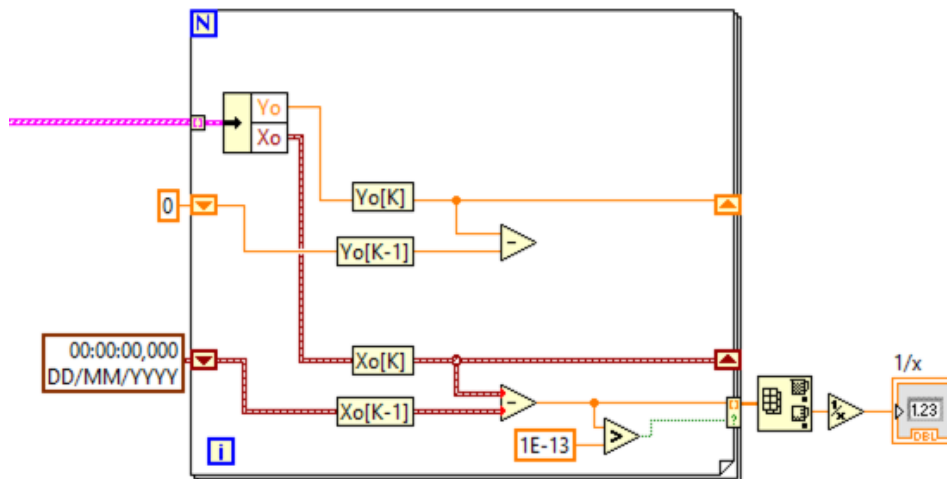 N
Yo
Xo
0
Yo[K]
Yo[K-1]
-
00:00:00,000
DD/MM/YYYY
Xo[K]
Xo[K-1]
-
1/x
1E-13
>
?
1/x
1.23
DBL
i